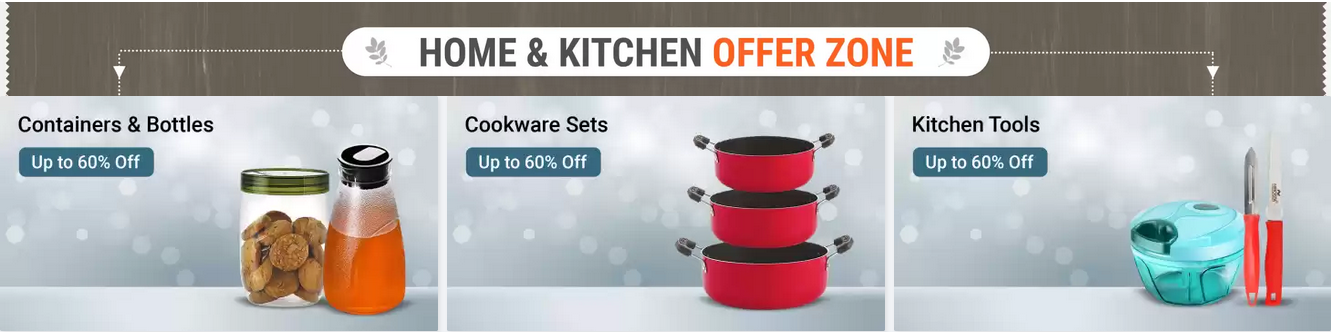 HOME & KITCHEN OFFER ZONE
Containers & Bottles
Up to 60% Off
Cookware Sets
Up to 60% Off
Kitchen Tools
Up to 60% Off